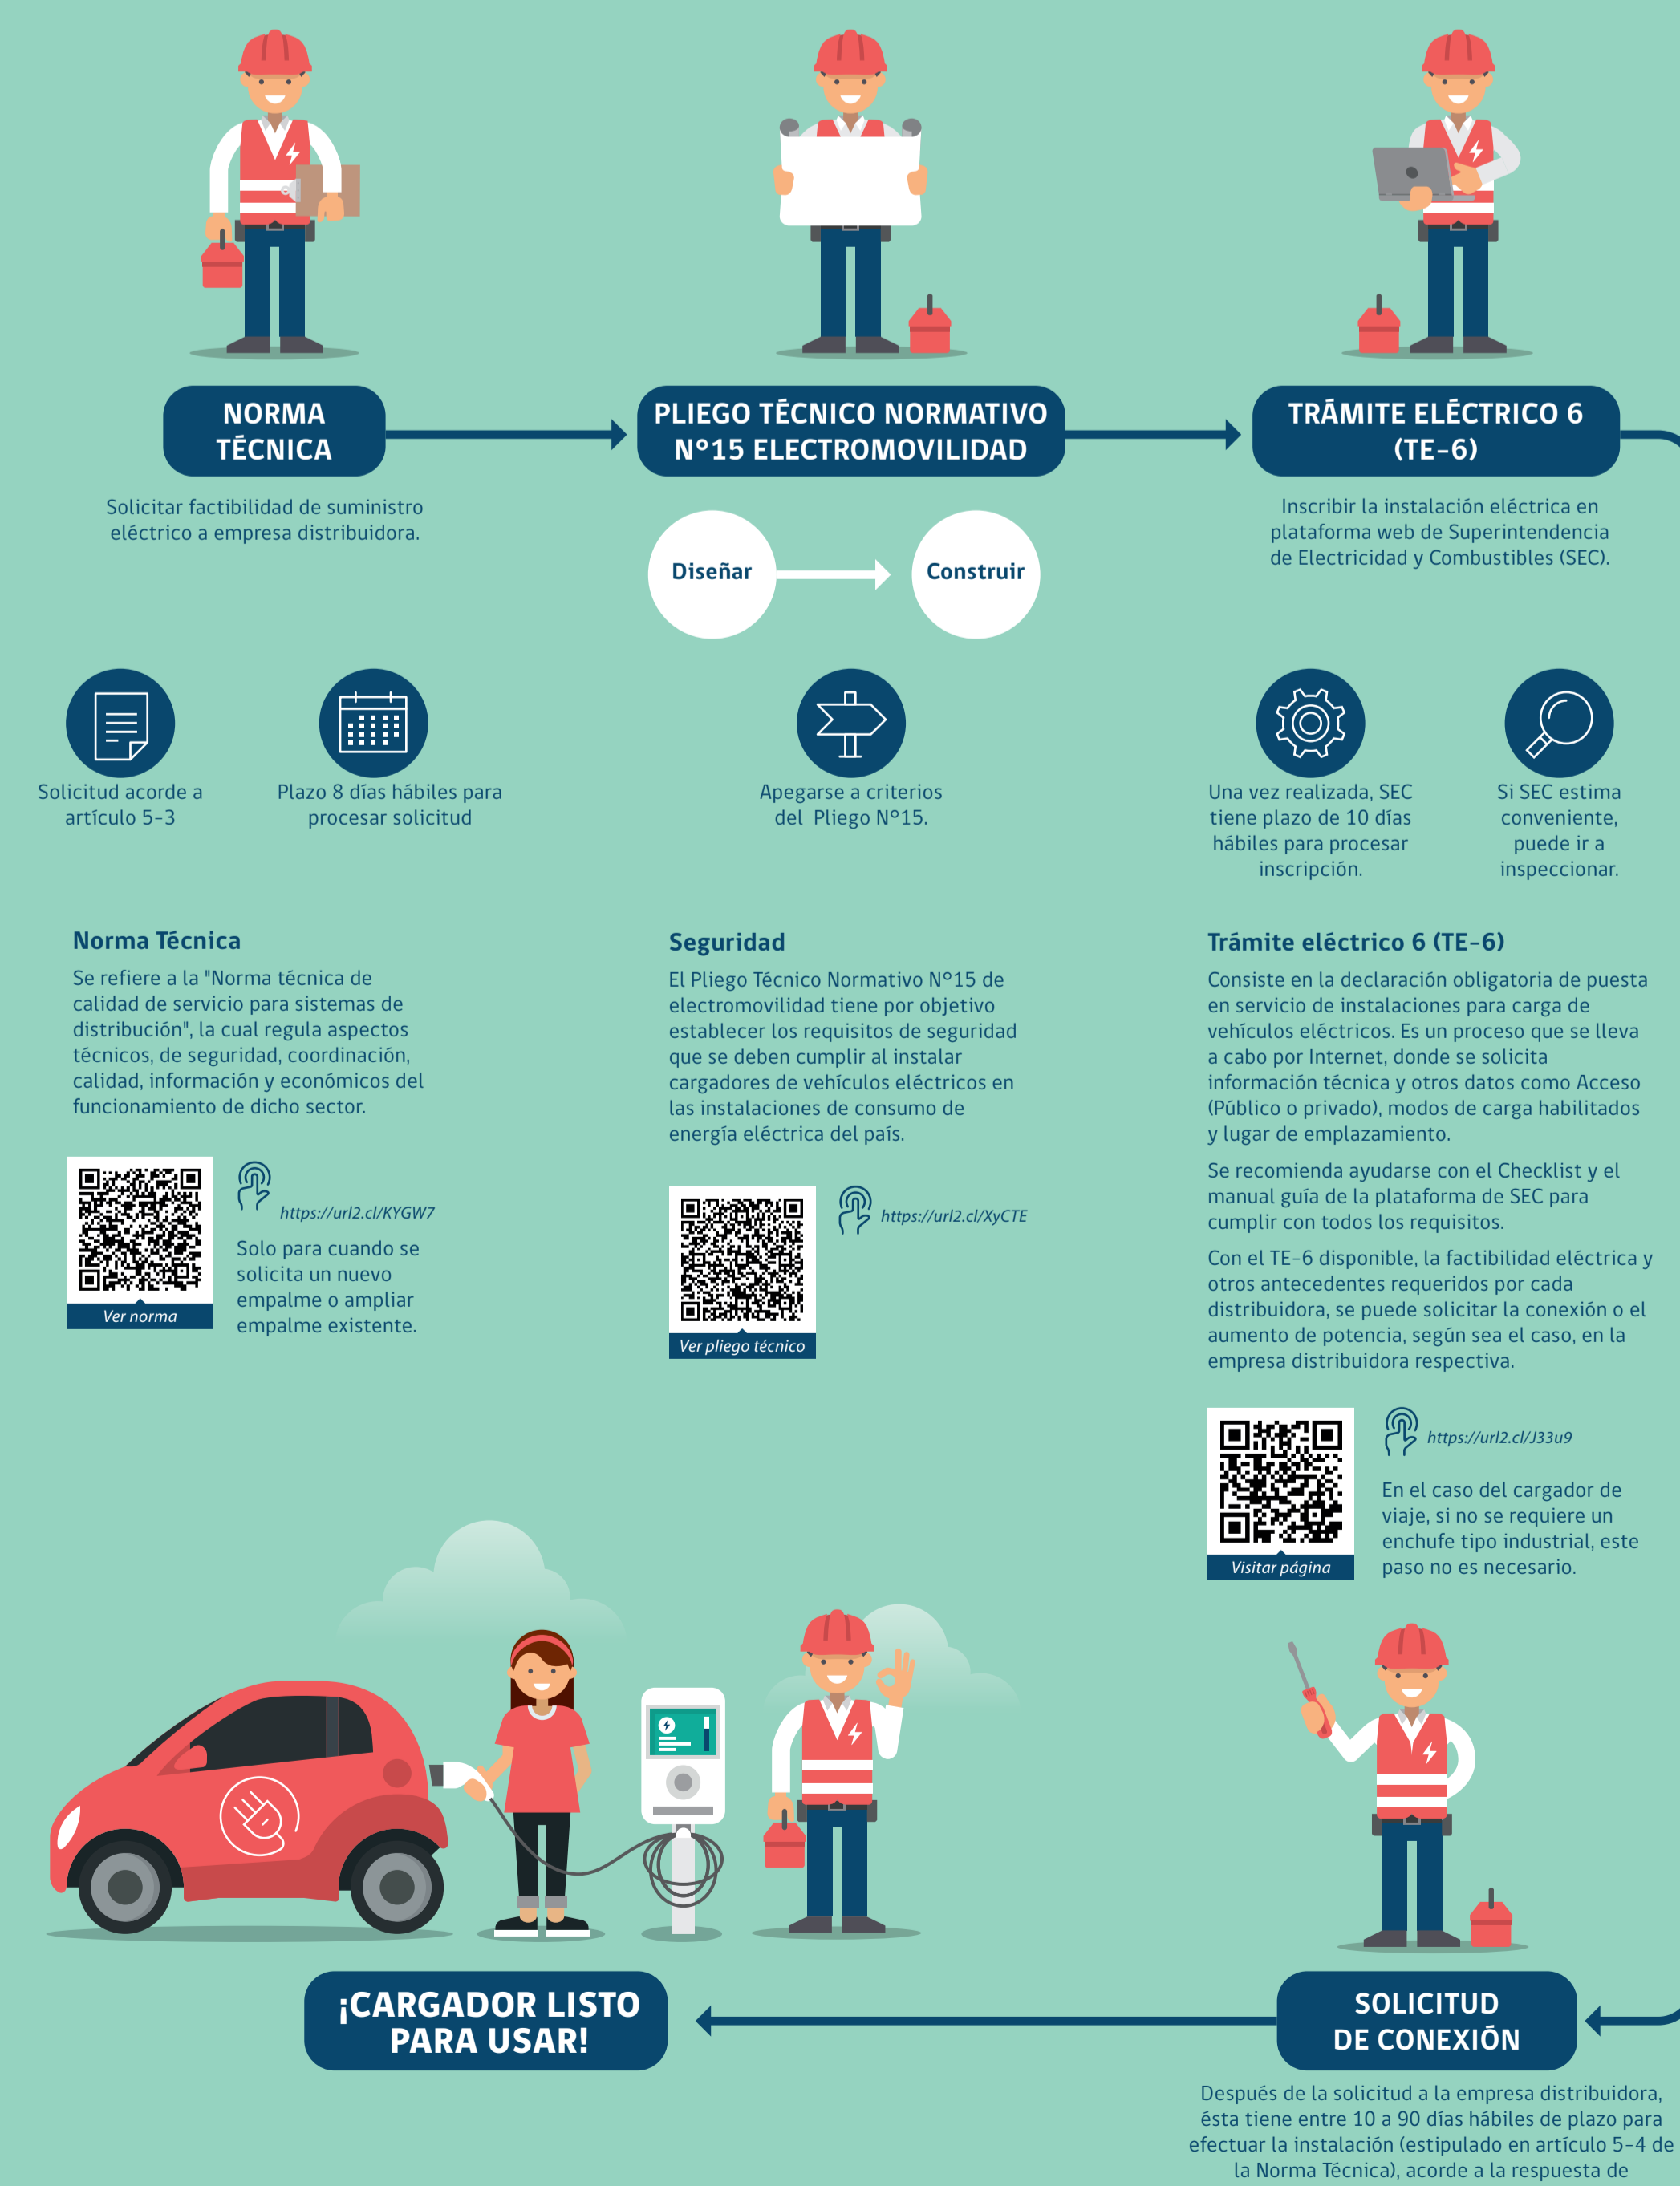 NORMA
TÉCNICA
Solicitar factibilidad de suministro
eléctrico a empresa distribuidora.
Solicitud acorde a
artículo 5-3
Plazo 8 días hábiles para
procesar solicitud
Norma Técnica
Se refiere a la "Norma técnica de
calidad de servicio para sistemas de
distribución", la cual regula aspectos
técnicos, de seguridad, coordinación,
calidad, información y económicos del
funcionamiento de dicho sector.
Ver norma
https://url2.cl/KYGW7
Solo para cuando se
solicita un nuevo
empalme o ampliar
empalme existente.
PLIEGO TÉCNICO NORMATIVO
N°15 ELECTROMOVILIDAD
Diseñar
Construir
Apegarse a criterios
del Pliego N°15.
Seguridad
El Pliego Técnico Normativo N°15 de
electromovilidad tiene por objetivo
establecer los requisitos de seguridad
que se deben cumplir al instalar
cargadores de vehículos eléctricos en
las instalaciones de consumo de
energía eléctrica del país.
Ver pliego técnico
https://url2.cl/XyCTE
TRÁMITE ELÉCTRICO 6
(TE-6)
Inscribir la instalación eléctrica en
plataforma web de Superintendencia
de Electricidad y Combustibles (SEC).
Una vez realizada, SEC
tiene plazo de 10 días
hábiles para procesar
inscripción.
Si SEC estima
conveniente,
puede ir a
inspeccionar.
Trámite eléctrico 6 (TE-6)
Consiste en la declaración obligatoria de puesta
en servicio de instalaciones para carga de
vehículos eléctricos. Es un proceso que se lleva
a cabo por Internet, donde se solicita
información técnica y otros datos como Acceso
(Público o privado), modos de carga habilitados
y lugar de emplazamiento.
Se recomienda ayudarse con el Checklist y el
manual guía de la plataforma de SEC para
cumplir con todos los requisitos.
Con el TE-6 disponible, la factibilidad eléctrica y
otros antecedentes requeridos por cada
distribuidora, se puede solicitar la conexión o el
aumento de potencia, según sea el caso, en la
empresa distribuidora respectiva.
Visitar página
https://url2.cl/J33u9
En el caso del cargador de
viaje, si no se requiere un
enchufe tipo industrial, este
paso no es necesario.
SOLICITUD
DE CONEXIÓN
Después de la solicitud a la empresa distribuidora,
ésta tiene entre 10 a 90 días hábiles de plazo para
efectuar la instalación (estipulado en artículo 5-4 de
la Norma Técnica), acorde a la respuesta de
¡CARGADOR LISTO
PARA USAR!